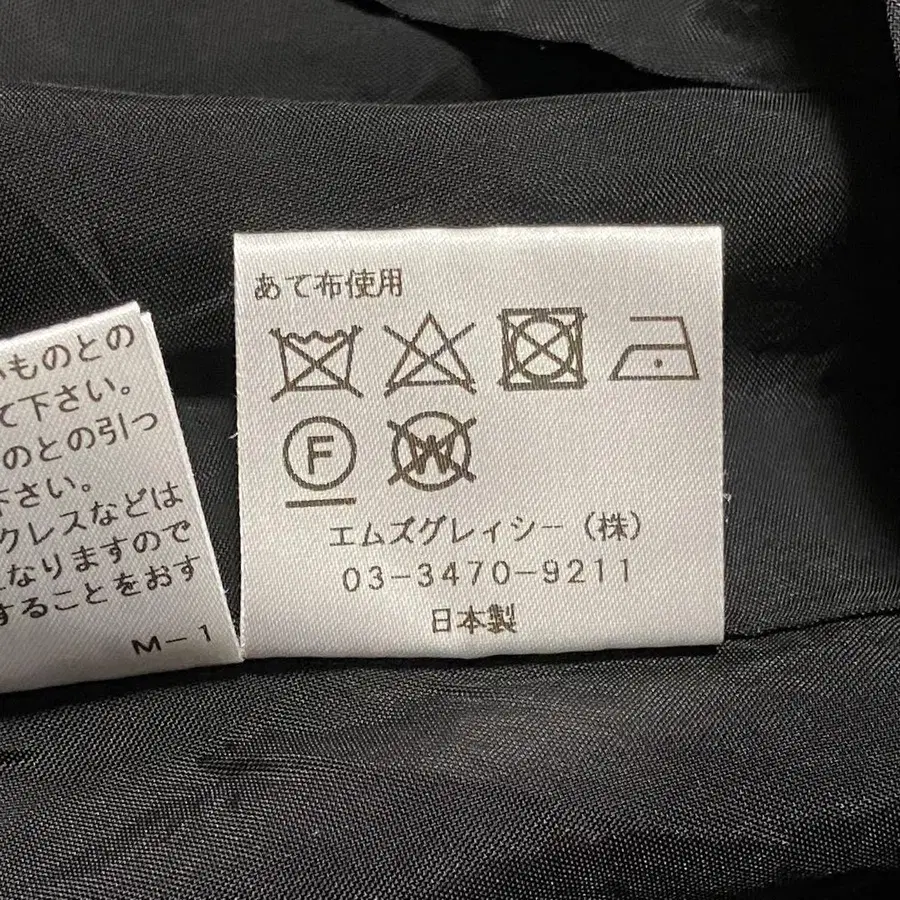 ものとの
て下さい。
のとの引っ
下さい。
クレスなどは
なりますので
することをおす
M-1
あて布使用
F
W
エムズグレイシー(株)
03-3470-9211
日本製